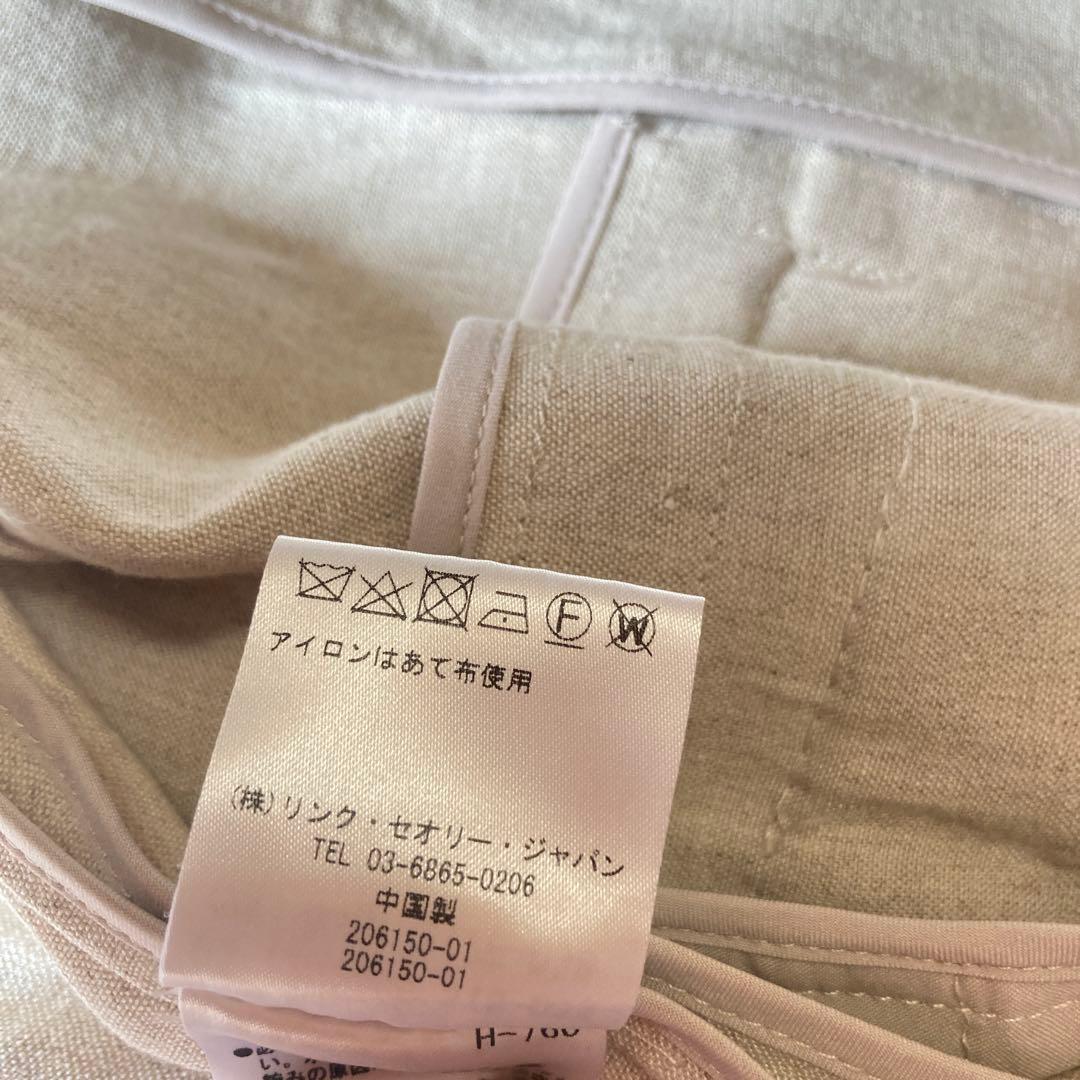 F W
アイロンはあて布使用
(株)リンク・セオリー・ジャパン
TEL 03-6865-0206
中国製
206150-01
206150-01